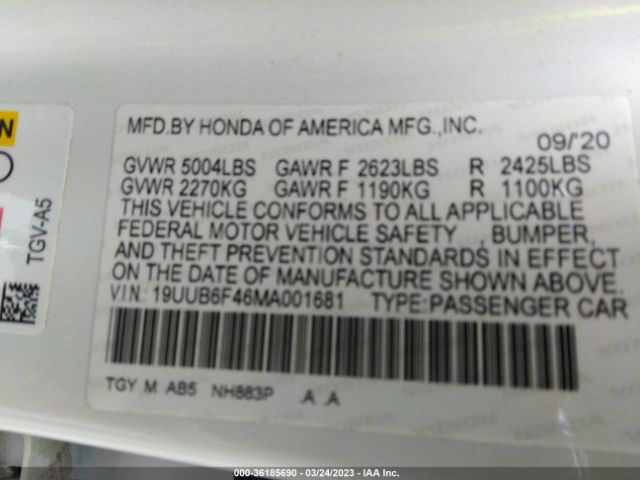 MFD.BY HONDA OF AMERICA MFG.,INC.
09/20
GVWR 5004LBS GAWR F 2623LBS R 2425LBS
GVWR 2270KG GAWR F 1190KG R 1100KG
THIS VEHICLE CONFORMS TO ALL APPLICABLE
FEDERAL MOTOR VEHICLE SAFETY , BUMPER,
AND THEFT PREVENTION STANDARDS IN EFFECT
ON THE DATE OF MANUFACTURE SHOWN ABOVE.
V.I.N.: 19UUB6F46MA001681 TYPE:PASSENGER CAR
TGY M AB5 NH883P A A
TGV-A5
000-36185690 - 03/24/2023 - IAA Inc.